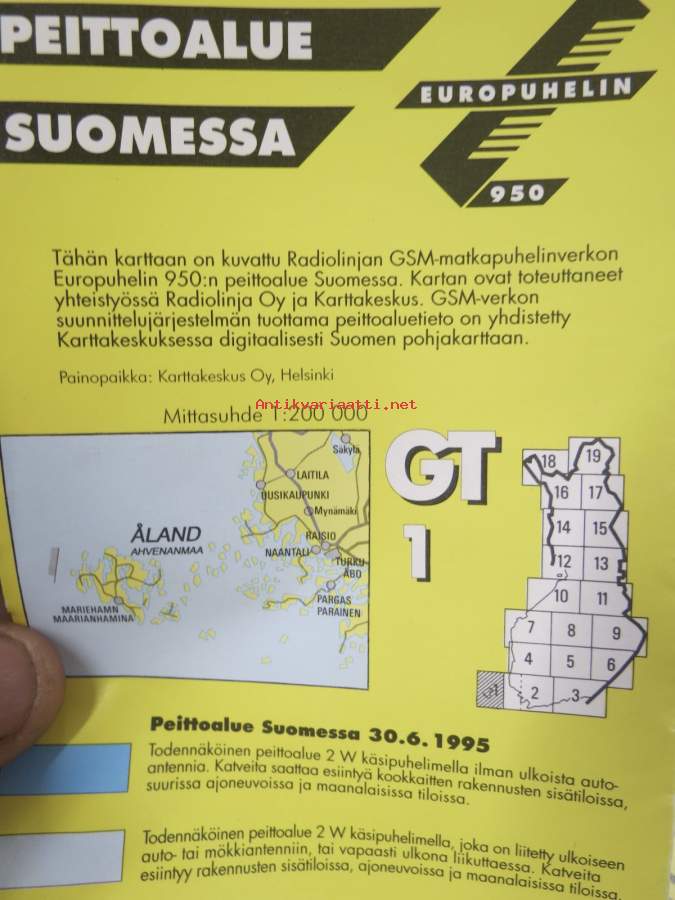 PEITTOALUE
SUOMESSA
EUROPUHELIN
950
Tähän karttaan on kuvattu Radiolinjan GSM-matkapuhelinverkon
Europuhelin 950:n peittoalue Suomessa. Kartan ovat toteuttaneet
yhteistyössä Radiolinja Oy ja Karttakeskus. GSM-verkon
suunnittelujärjestelmän tuottama peittoaluetieto on yhdistetty
Karttakeskuksessa digitaalisesti Suomen pohjakarttaan.
Painopaikka: Karttakeskus Oy, Helsinki
Antikvariaatti.net
Mittasuhde 1:200 000
GT
1
Säkylä
LAITILA
UUSIKAUPUNKI
Mynämäki
ÅLAND
AHVENANMAA
RAISIO
NAANTALI
TURKU
ÅBO
PARGAS
PARAINEN
MARIEHAMN
MAARIANHAMINA
18 19
16 17
14 15
12 13
10 11
7 8 9
4 5 6
1 2 3
Peittoalue Suomessa 30.6.1995
Todennäköinen peittoalue 2 W käsipuhelimella ilman ulkoista auto-
antennia. Katveita saattaa esiintyä kookkaitten rakennusten sisätiloissa,
suurissa ajoneuvoissa ja maanalaisissa tiloissa.
Todennäköinen peittoalue 2 W käsipuhelimella, joka on liitetty ulkoiseen
auto- tai mökkiantenniin, tai vapaasti ulkona liikuttaessa. Katveita
esiintyy rakennusten sisätiloissa, ajoneuvoissa ja maanalaisissa tiloissa.